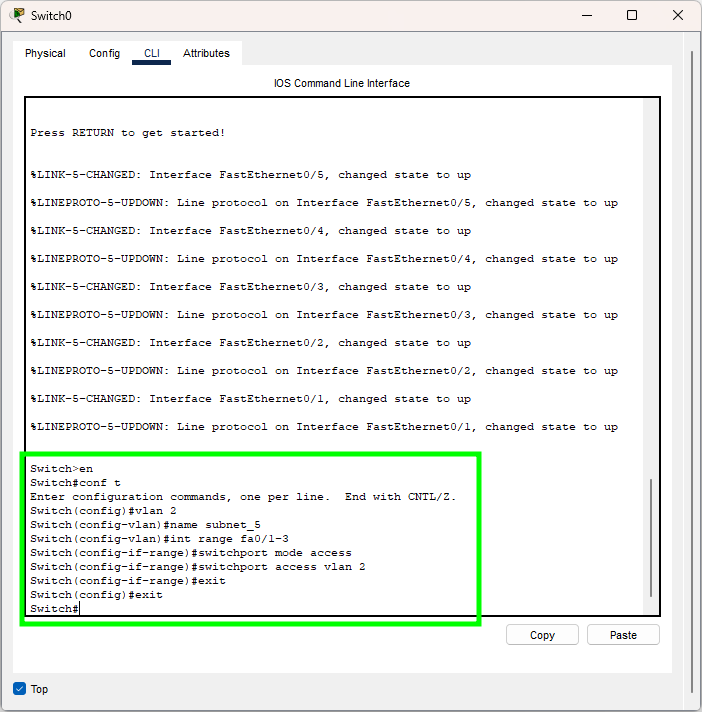 Switch0
Physical Config CLI Attributes
IOS Command Line Interface
Press RETURN to get started!
%LINK-5-CHANGED: Interface FastEthernet0/5, changed state to up
%LINEPROTO-5-UPDOWN: Line protocol on Interface FastEthernet0/5, changed state to up
%LINK-5-CHANGED: Interface FastEthernet0/4, changed state to up
%LINEPROTO-5-UPDOWN: Line protocol on Interface FastEthernet0/4, changed state to up
%LINK-5-CHANGED: Interface FastEthernet0/3, changed state to up
%LINEPROTO-5-UPDOWN: Line protocol on Interface FastEthernet0/3, changed state to up
%LINK-5-CHANGED: Interface FastEthernet0/2, changed state to up
%LINEPROTO-5-UPDOWN: Line protocol on Interface FastEthernet0/2, changed state to up
%LINK-5-CHANGED: Interface FastEthernet0/1, changed state to up
%LINEPROTO-5-UPDOWN: Line protocol on Interface FastEthernet0/1, changed state to up
Switch>en
Switch#conf t
Enter configuration commands, one per line.  End with CNTL/Z.
Switch(config)#vlan 2
Switch(config-vlan)#name subnet_5
Switch(config-vlan)#int range fa0/1-3
Switch(config-if-range)#switchport mode access
Switch(config-if-range)#switchport access vlan 2
Switch(config-if-range)#exit
Switch(config)#exit
Switch#
Copy Paste
Top